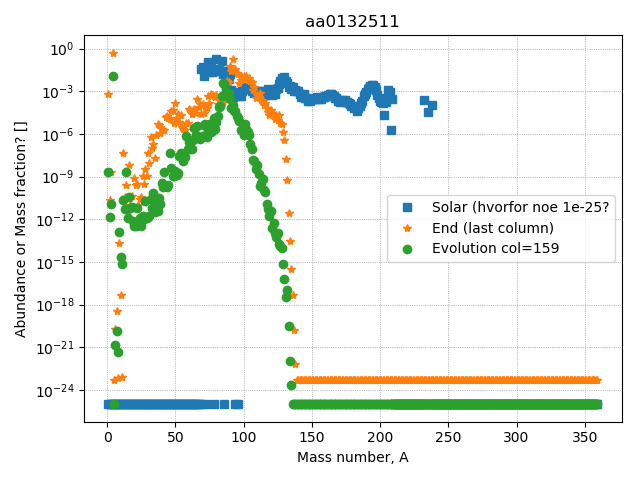 aa0132511
Abundance or Mass fraction? []
10^0
10^−3
10^−6
10^−9
10^−12
10^−15
10^−18
10^−21
10^−24
Solar (hvorfor noe 1e-25?
End (last column)
Evolution col=159
0 50 100 150 200 250 300 350
Mass number, A